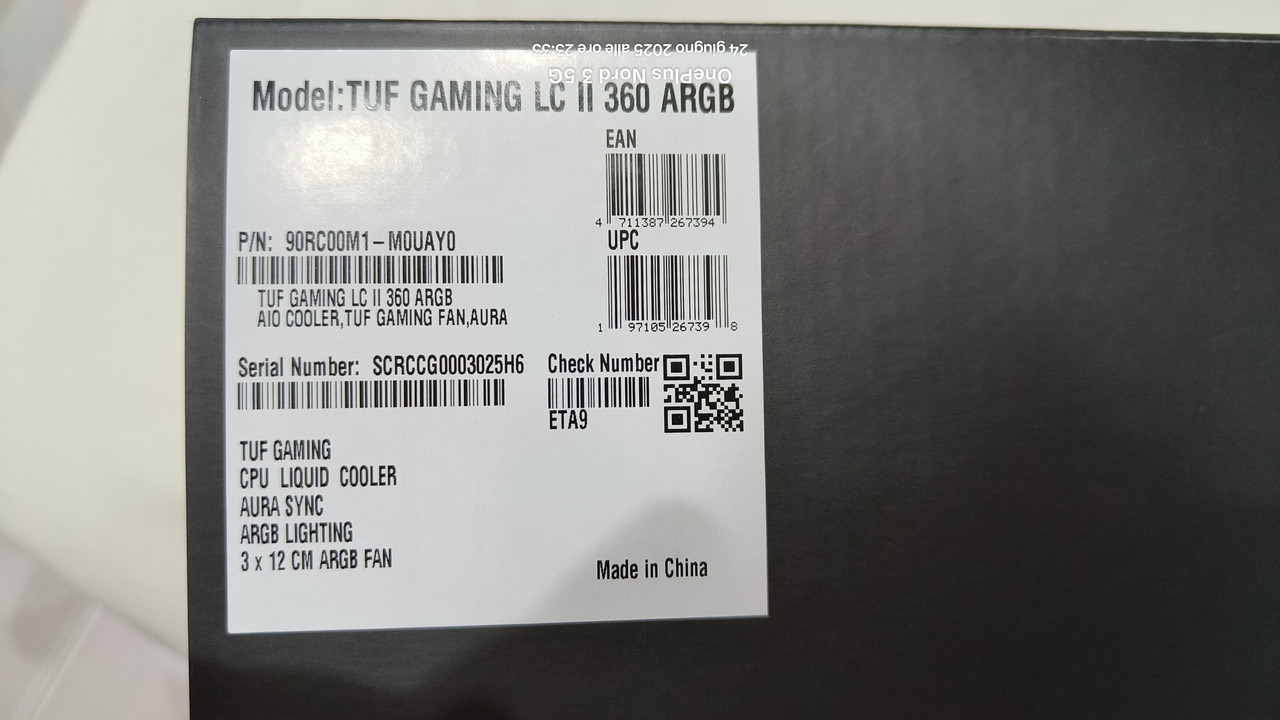 24 giugno 2025 alle ore 23:35
OnePlus Nord 3 5G
Model:TUF GAMING LC II 360 ARGB
EAN
4 711387 267394
P/N: 90RC00M1-M0UAY0
UPC
TUF GAMING LC II 360 ARGB
AIO COOLER,TUF GAMING FAN,AURA
1 97105 26739 8
Serial Number: SCRCCG0003025H6
Check Number
ETA9
TUF GAMING
CPU LIQUID COOLER
AURA SYNC
ARGB LIGHTING
3 x 12 CM ARGB FAN
Made in China